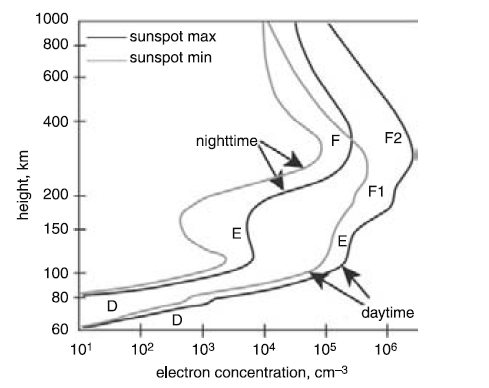 1000
800
600
400
200
150
100
80
60
height, km
sunspot max
sunspot min
nighttime
F
F2
F1
E
E
D
D
daytime
10¹ 10² 10³ 10⁴ 10⁵ 10⁶
electron concentration, cm⁻³